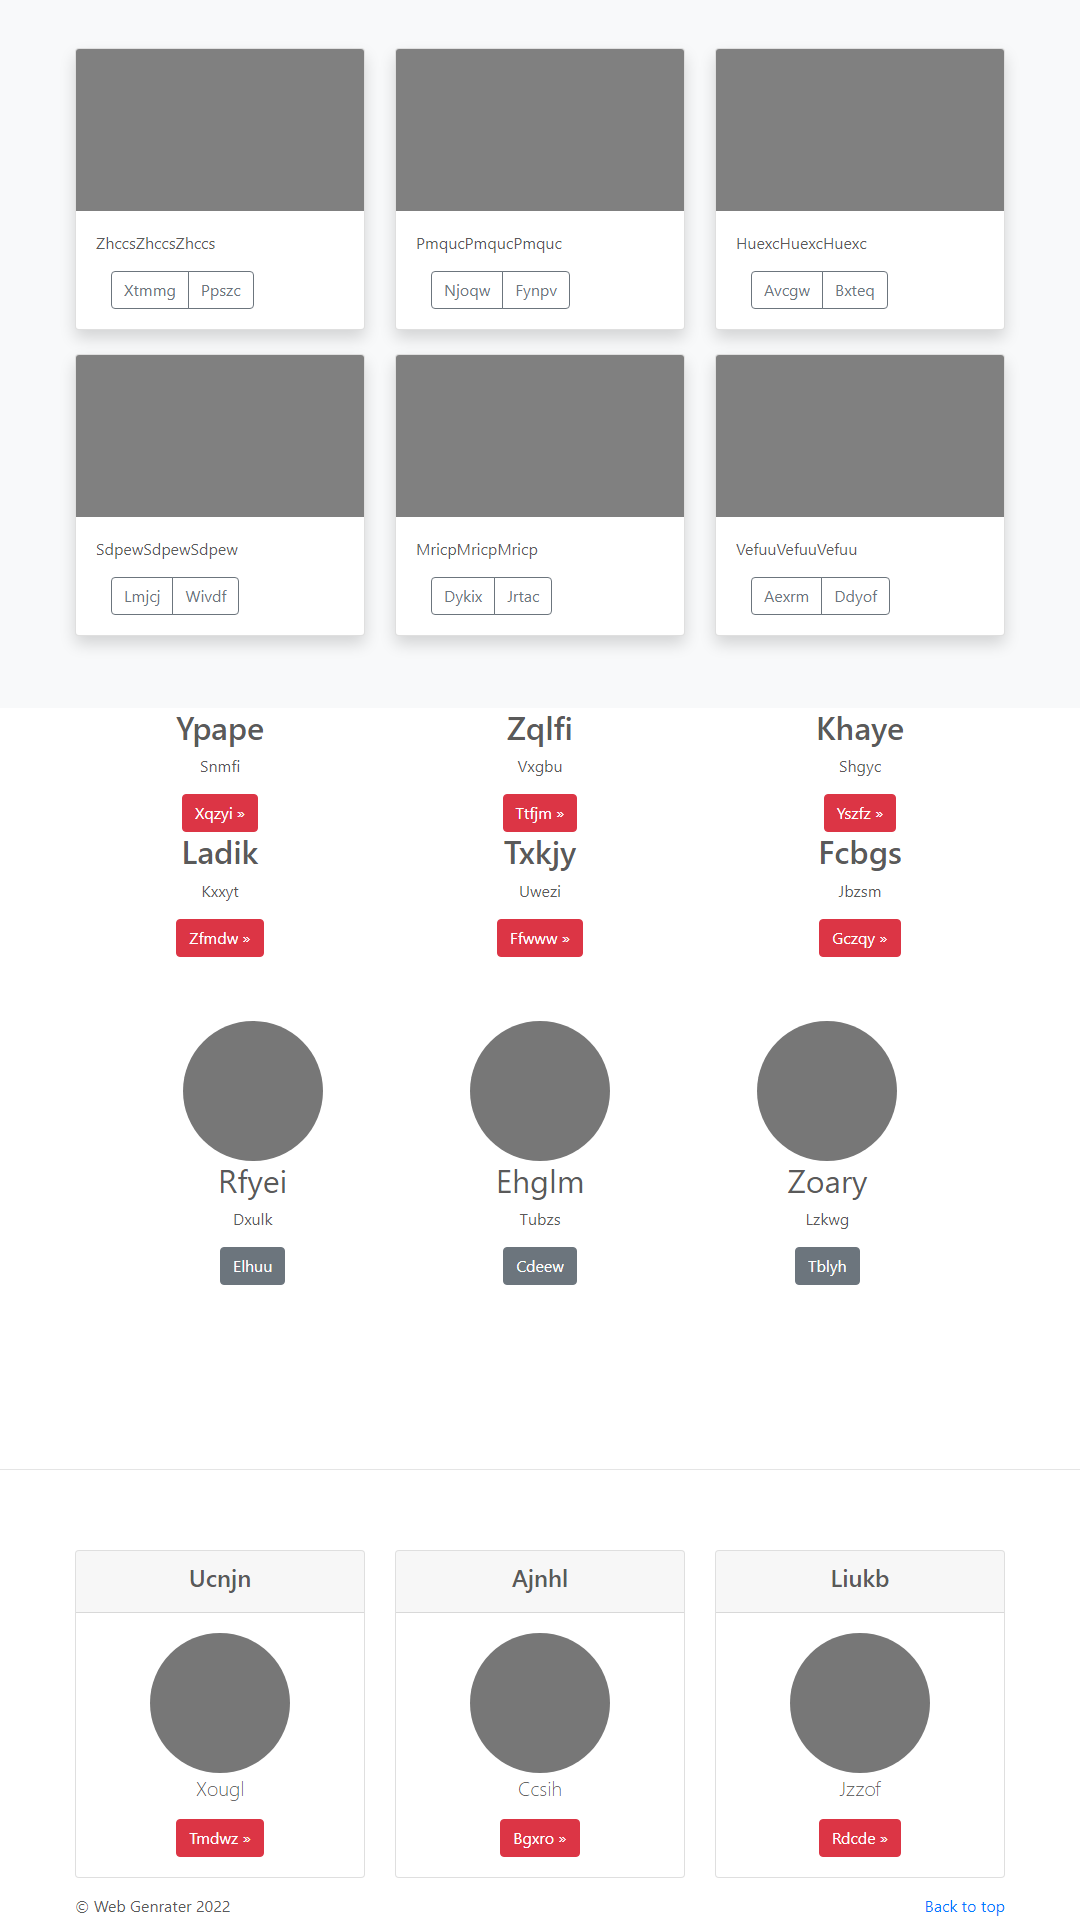 ZhccsZhccsZhccs
PmqucPmqucPmquc
HuexcHuexcHuexc
Xtmmg Ppszc
Njoqw Fynpv
Avcgw Bxteq
SdpewSdpewSdpew
MricpMricpMricp
VefuuVefuuVefuu
Lmjcj Wivdf
Dykix Jrtac
Aexrm Ddyof
Ypape
Zqlfi
Khaye
Snmfi
Vxgbu
Shgyc
Xqzyi »
Ttfjm »
Yszfz »
Ladik
Txkjy
Fcbgs
Kxxyt
Uwezi
Jbzsm
Zfmdw »
Ffwww »
Gczqy »
Rfyei
Ehglm
Zoary
Dxulk
Tubzs
Lzkwg
Elhuu
Cdeew
Tblyh
Ucnjn
Ajnhl
Liukb
Xougl
Ccsih
Jzzof
Tmdwz »
Bgxro »
Rdcde »
© Web Genrater 2022
Back to top